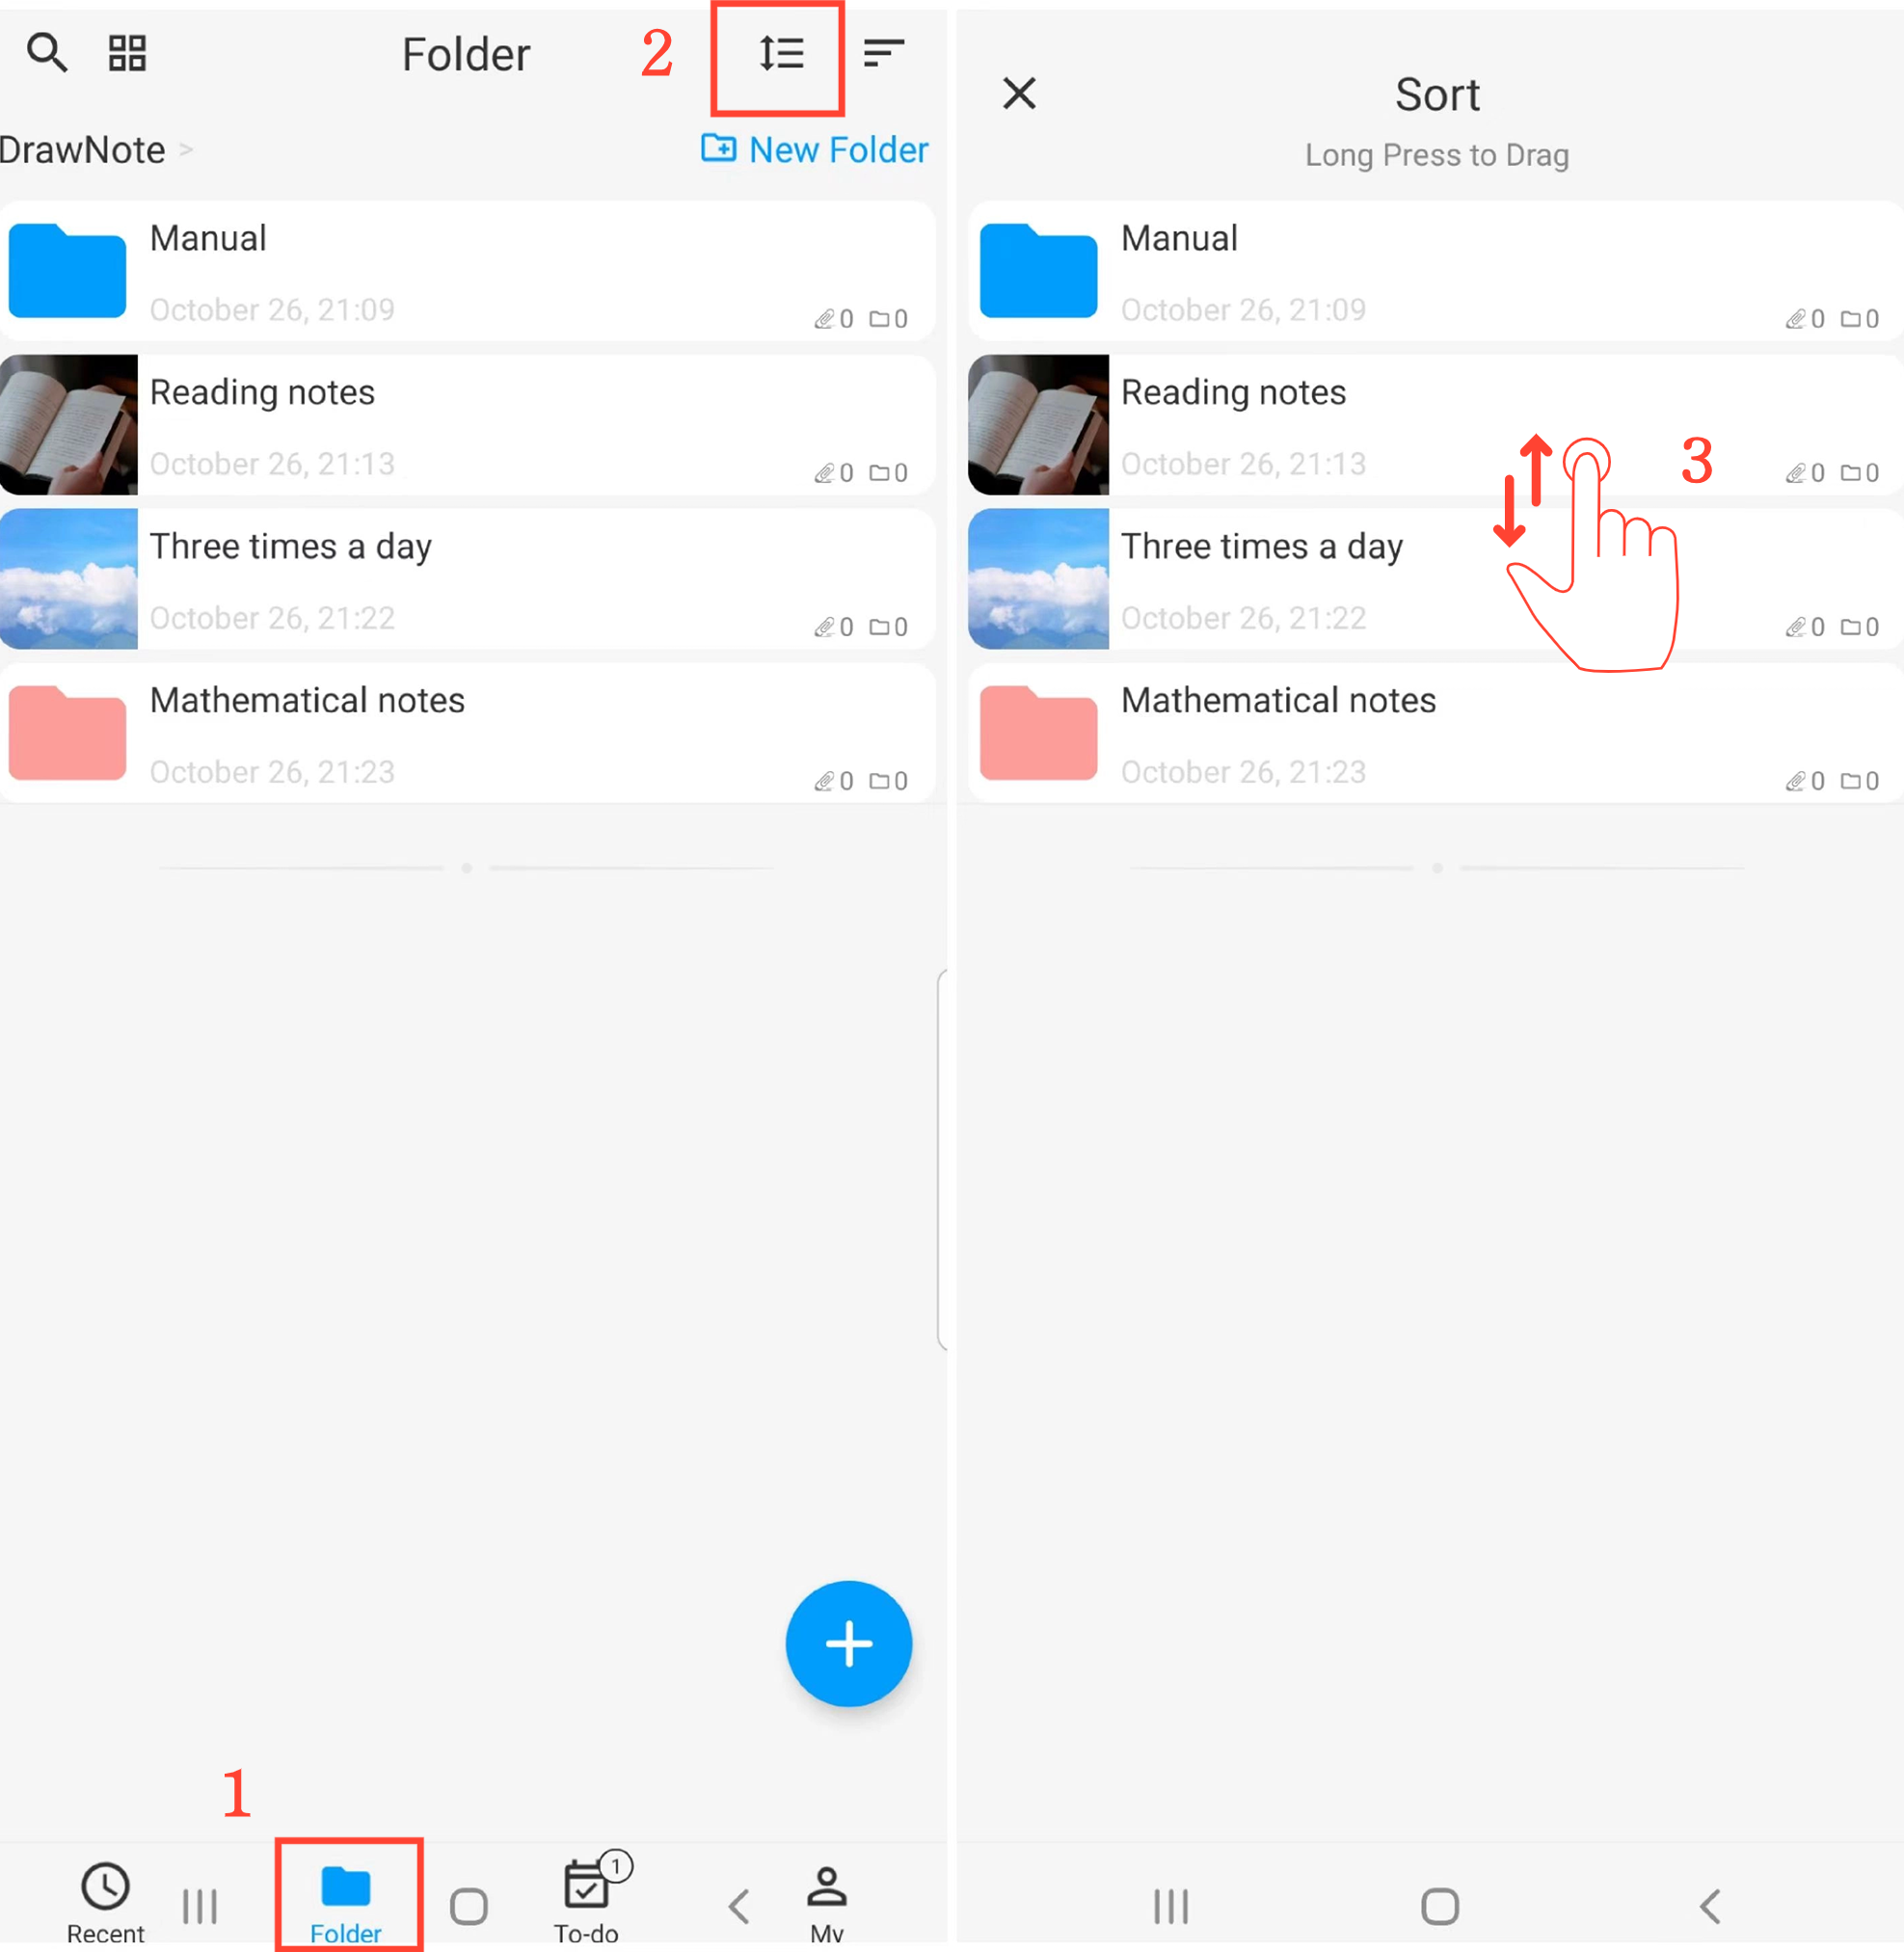 Folder
2
DrawNote >
New Folder
Manual
October 26, 21:09
0 0
Reading notes
October 26, 21:13
0 0
Three times a day
October 26, 21:22
0 0
Mathematical notes
October 26, 21:23
0 0
1
Recent
Folder
1
To-do
My
Sort
Long Press to Drag
Manual
October 26, 21:09
0 0
Reading notes
October 26, 21:13
0 0
3
Three times a day
October 26, 21:22
0 0
Mathematical notes
October 26, 21:23
0 0